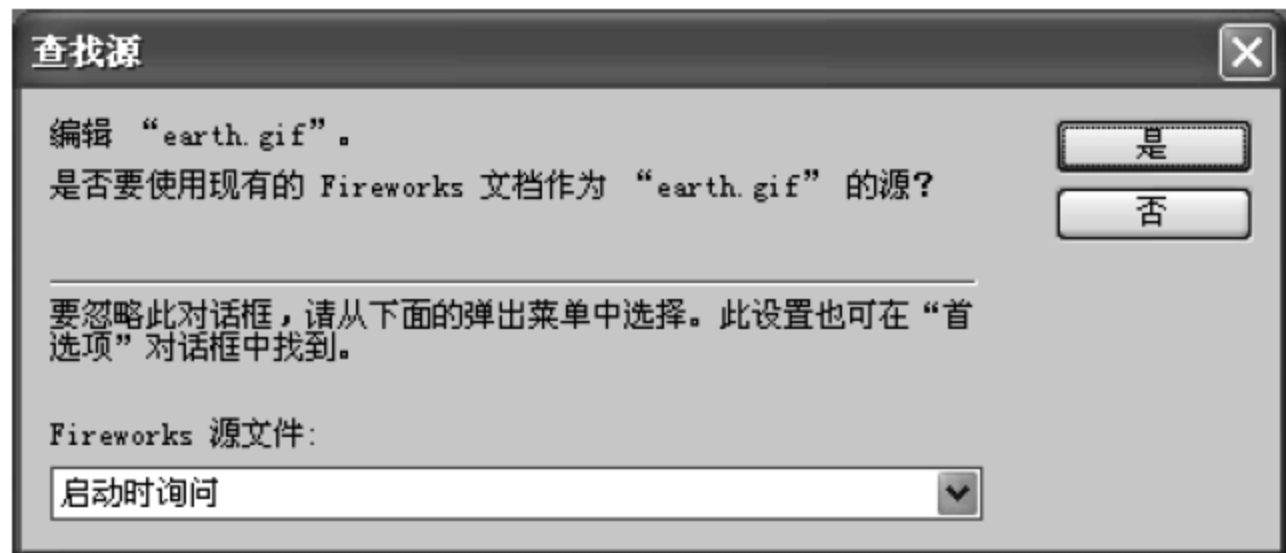 查找源
编辑 “earth.gif”。
是
是否要使用现有的 Fireworks 文档作为 “earth.gif” 的源?
否
要忽略此对话框,请从下面的弹出菜单中选择。此设置也可在“首
选项”对话框中找到。
Fireworks 源文件:
启动时询问